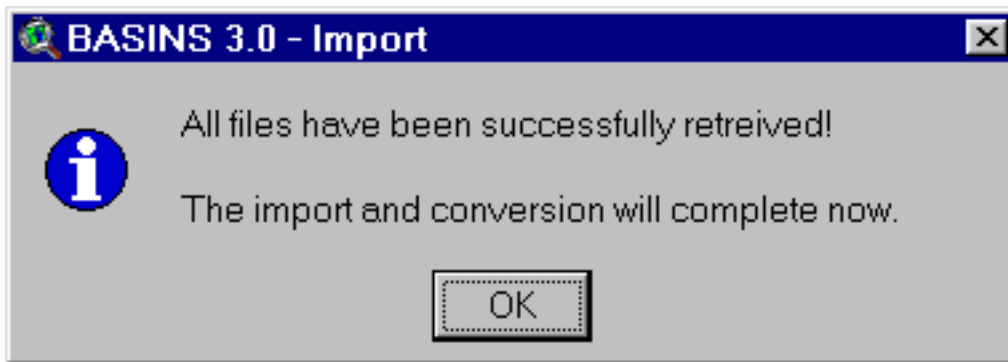 BASINS 3.0 - Import
All files have been successfully retreived!
The import and conversion will complete now.
OK